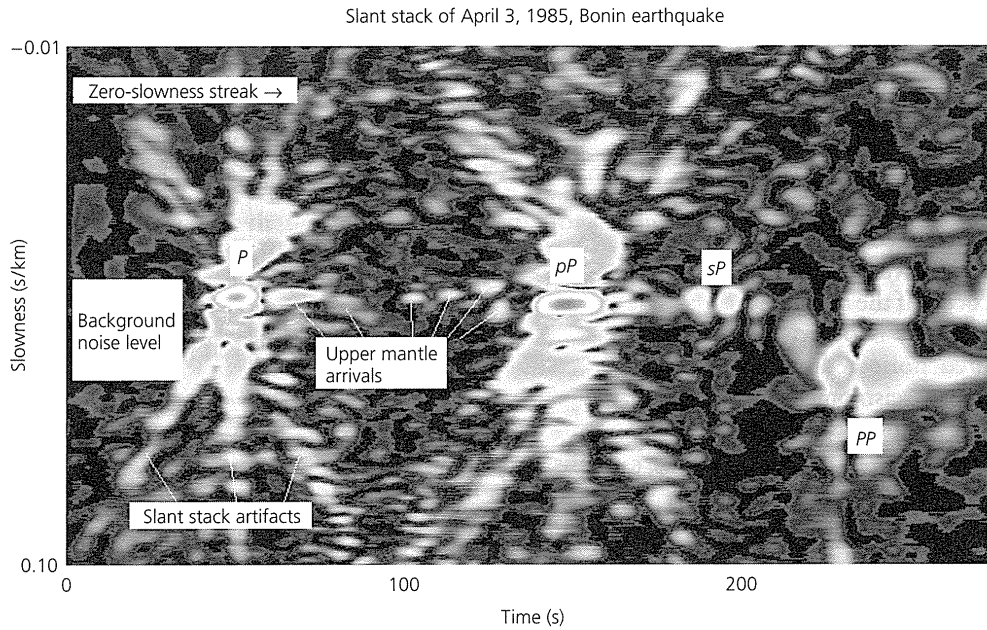 Slant stack of April 3, 1985, Bonin earthquake
−0.01
Zero-slowness streak →
P
pP
sP
Slowness (s/km)
Background
noise level
Upper mantle
arrivals
PP
Slant stack artifacts
0.10
0
100
200
Time (s)